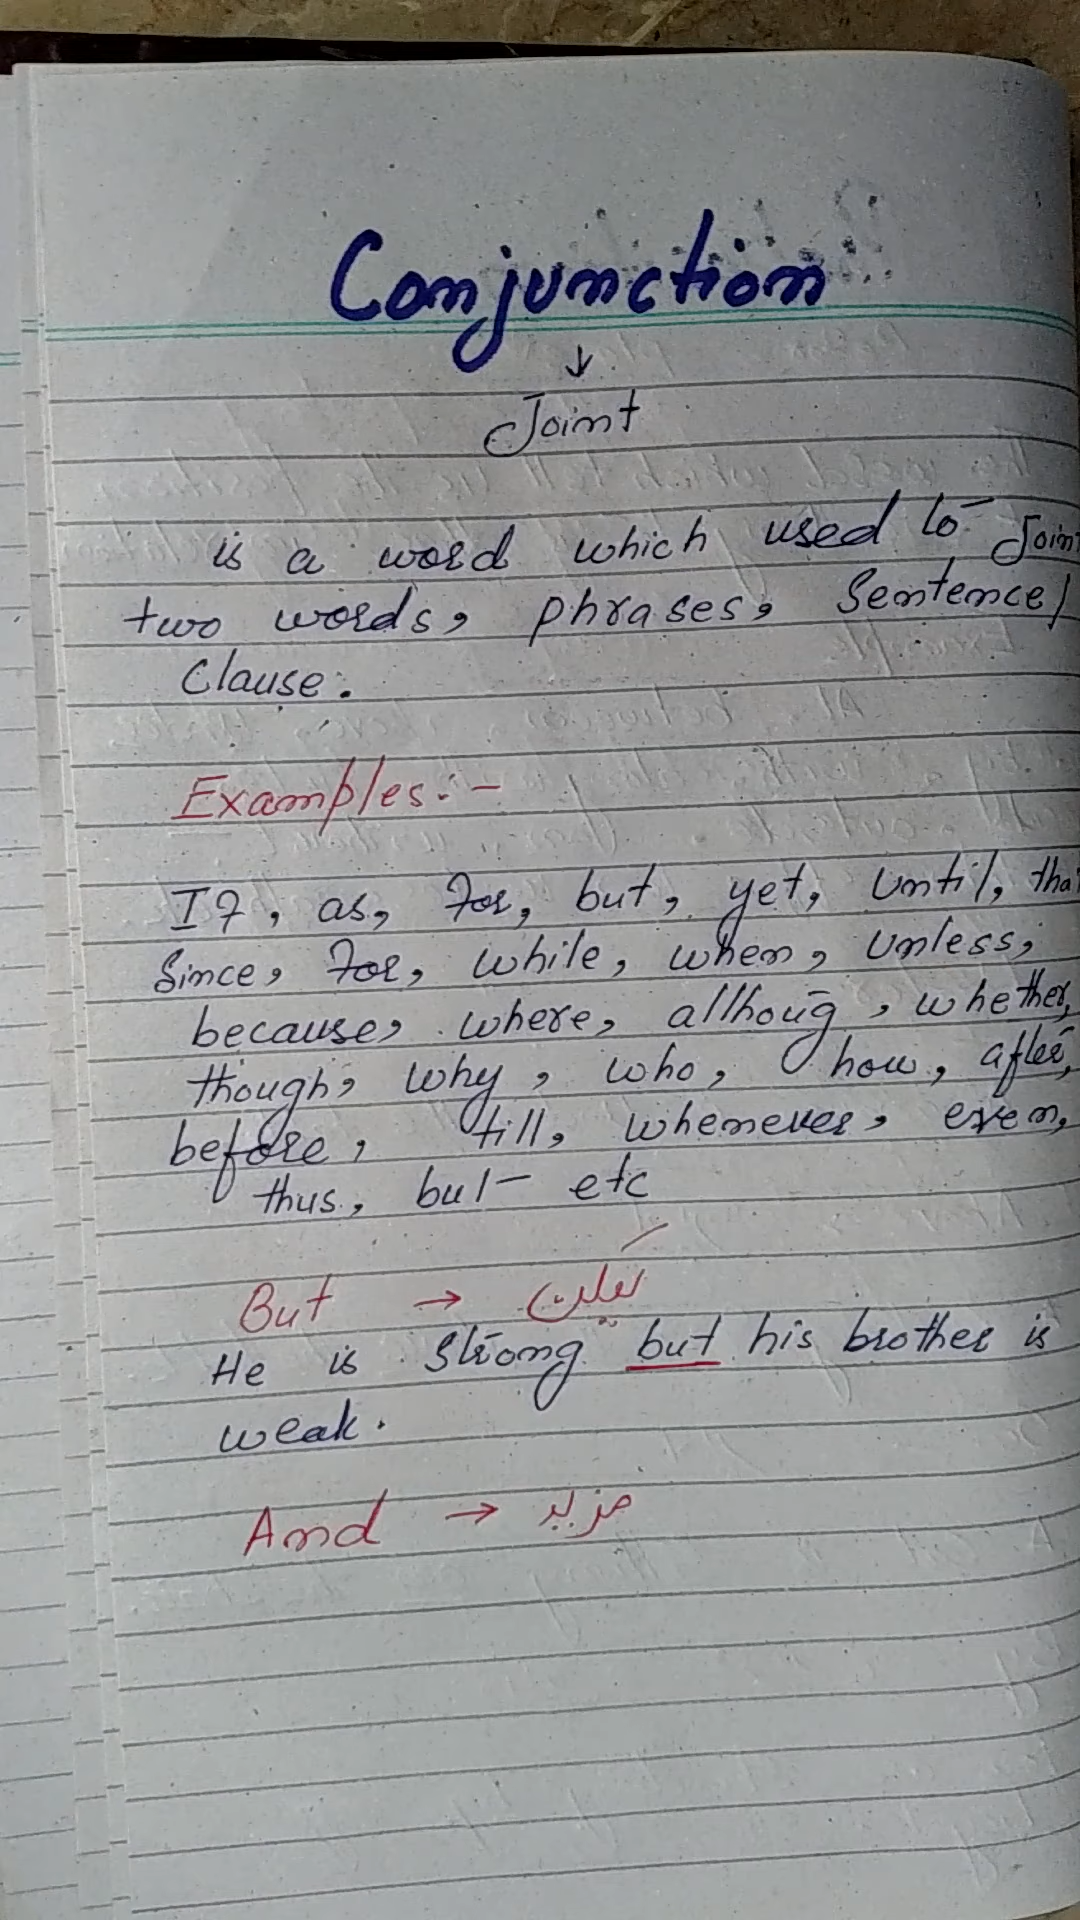 Conjunction
↓
Joint
is a word which used to Joint
two words, phrases, Sentence/
Clause.
Examples:-
If, as, For, but, yet, Until, that
Since, For, while, when, unless,
because, where, althoug, whether,
though, why, who, how, after,
before, till, whenever, even,
thus, but etc
But → لیکن
He is strong but his brother is
weak.
And → مزید